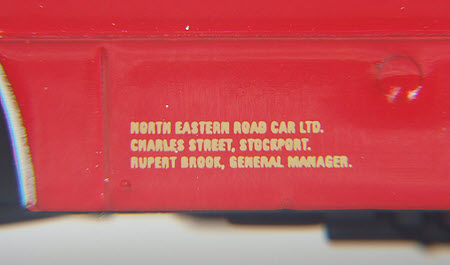 NORTH EASTERN ROAD CAR LTD.
CHARLES STREET, STOCKPORT.
RUPERT BROOK, GENERAL MANAGER.